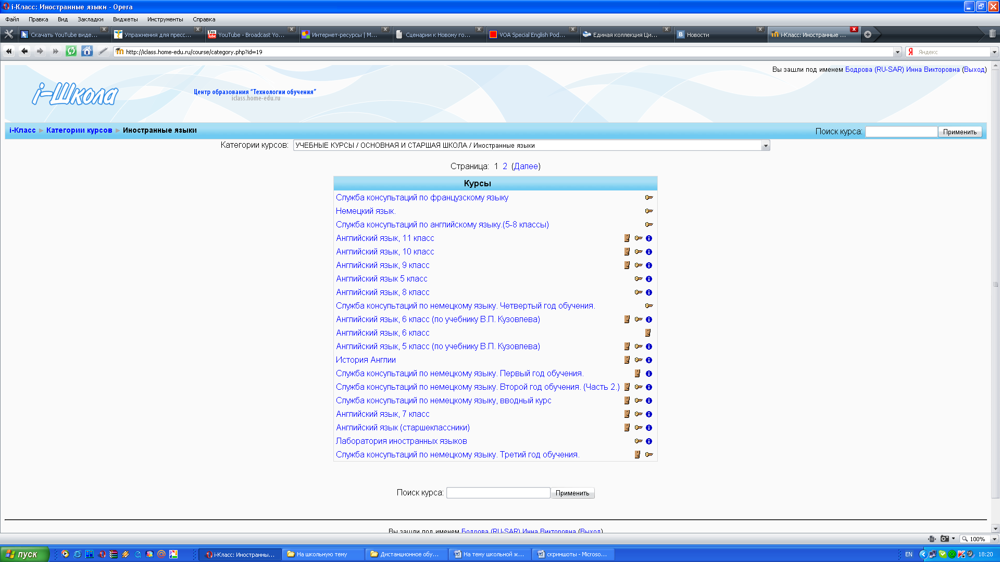 i-Класс: Иностранные языки - Opera
Файл Правка Вид Закладки Виджеты Инструменты Справка
Скачать YouTube виде... Упражнения для пресс... YouTube - Broadcast Yo... Интернет-ресурсы | М... Сценарии к Новому го... VOA Special English Pod... Единая коллекция Ци... Новости i-Класс: Иностранные ...
http://iclass.home-edu.ru/course/category.php?id=19 Яндекс
Вы зашли под именем Бодрова (RU-SAR) Инна Викторовна (Выход)
i-Школа
Центр образования "Технологии обучения"
iclass.home-edu.ru
i-Класс ► Категории курсов ► Иностранные языки
Поиск курса: Применить
Категории курсов: УЧЕБНЫЕ КУРСЫ / ОСНОВНАЯ И СТАРШАЯ ШКОЛА / Иностранные языки
Страница: 1 2 (Далее)
Курсы
Служба консультаций по французскому языку
Немецкий язык.
Служба консультаций по английскому языку.(5-8 классы)
Английский язык, 11 класс
Английский язык, 10 класс
Английский язык, 9 класс
Английский язык 5 класс
Английский язык, 8 класс
Служба консультаций по немецкому языку. Четвертый год обучения.
Английский язык, 6 класс (по учебнику В.П. Кузовлева)
Английский язык, 6 класс
Английский язык, 5 класс (по учебнику В.П. Кузовлева)
История Англии
Служба консультаций по немецкому языку. Первый год обучения.
Служба консультаций по немецкому языку. Второй год обучения. (Часть 2.)
Служба консультаций по немецкому языку, вводный курс
Английский язык, 7 класс
Английский язык (старшеклассники)
Лаборатория иностранных языков
Служба консультаций по немецкому языку. Третий год обучения.
Поиск курса: Применить
Вы зашли под именем Бодрова (RU-SAR) Инна Викторовна (Выход)
100%
пуск i-Класс: Иностранны... На школьную тему Дистанционное обу... На тему школьной ж... скриншоты - Microso... EN 18:20